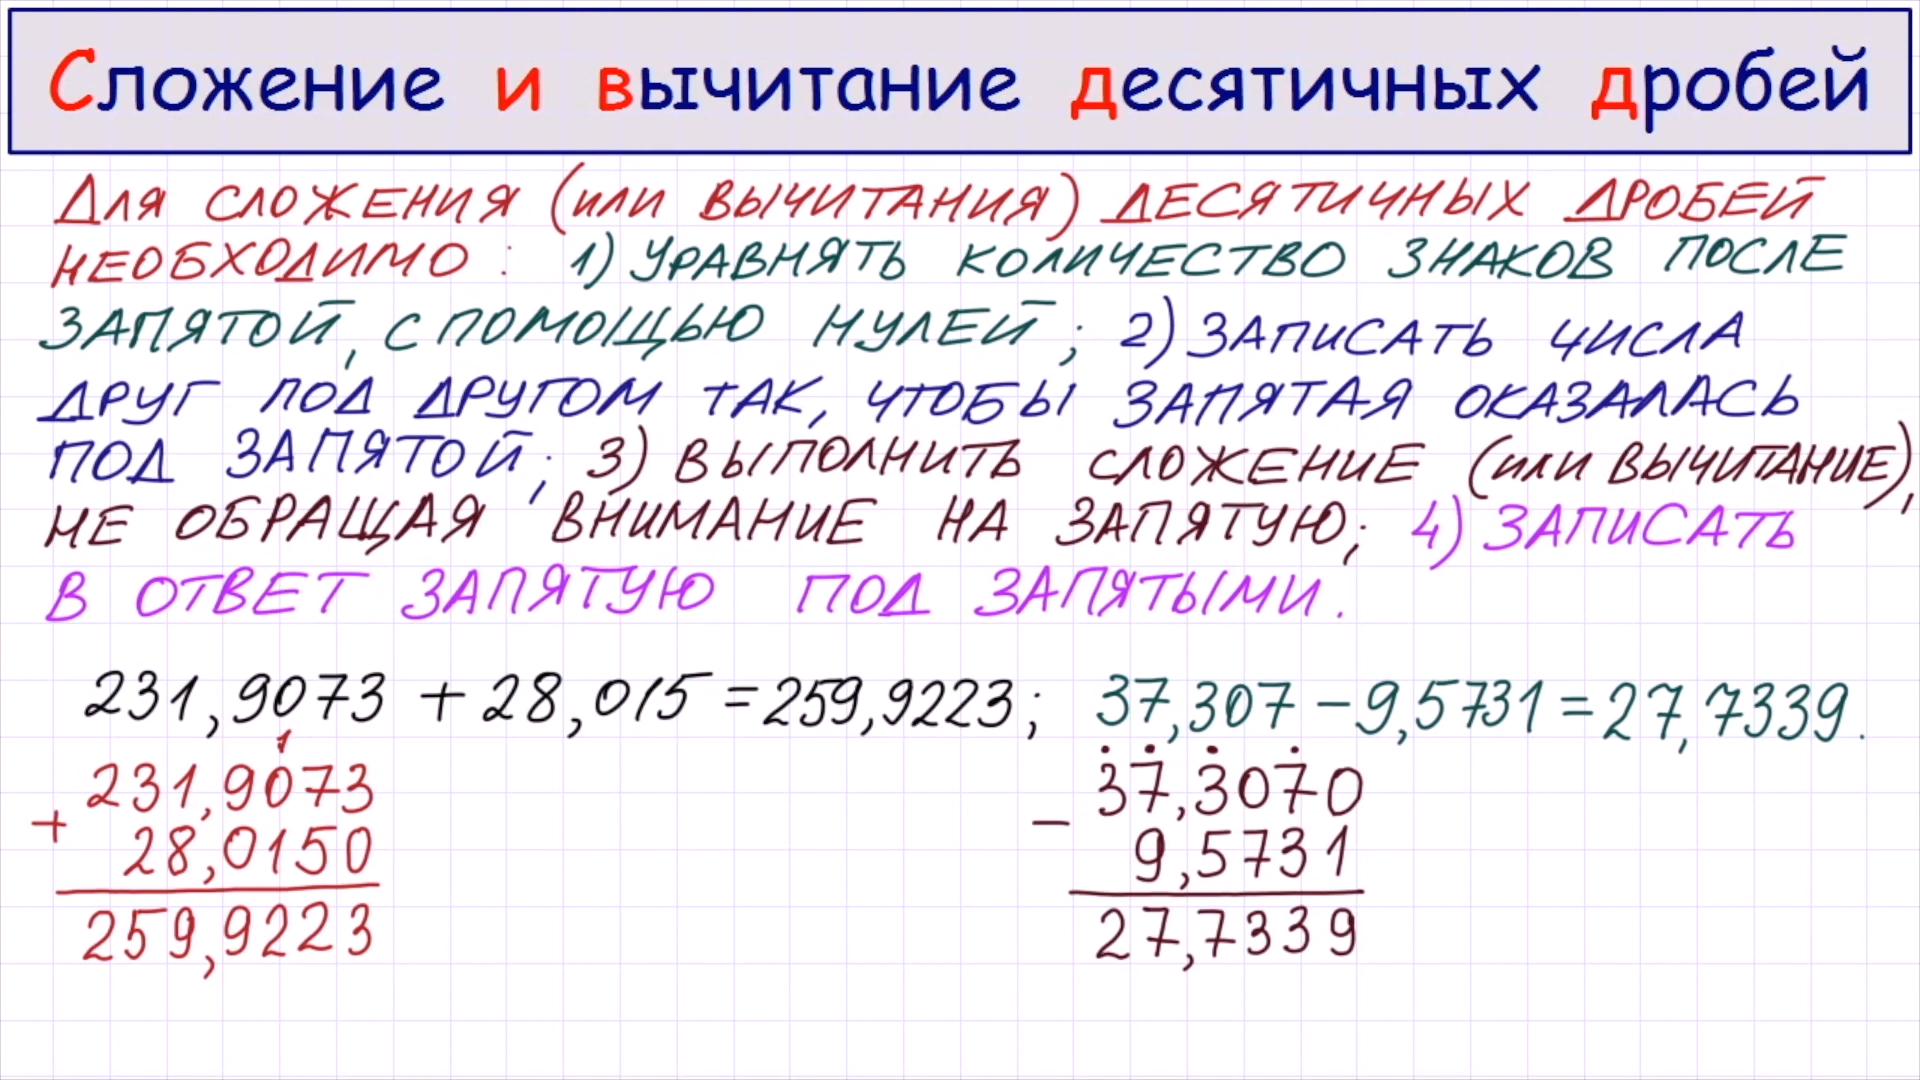 Сложение и вычитание десятичных дробей
Для сложения (или вычитания) десятичных дробей
необходимо: 1) уравнять количество знаков после
запятой, с помощью нулей; 2) записать числа
друг под другом так, чтобы запятая оказалась
под запятой; 3) выполнить сложение (или вычитание),
не обращая внимание на запятую; 4) записать
в ответ запятую под запятыми.
231,9073 + 28,015 = 259,9223; 37,307 − 9,5731 = 27,7339.
1
231,9073
+
28,0150
259,9223
37,3070
−
9,5731
27,7339